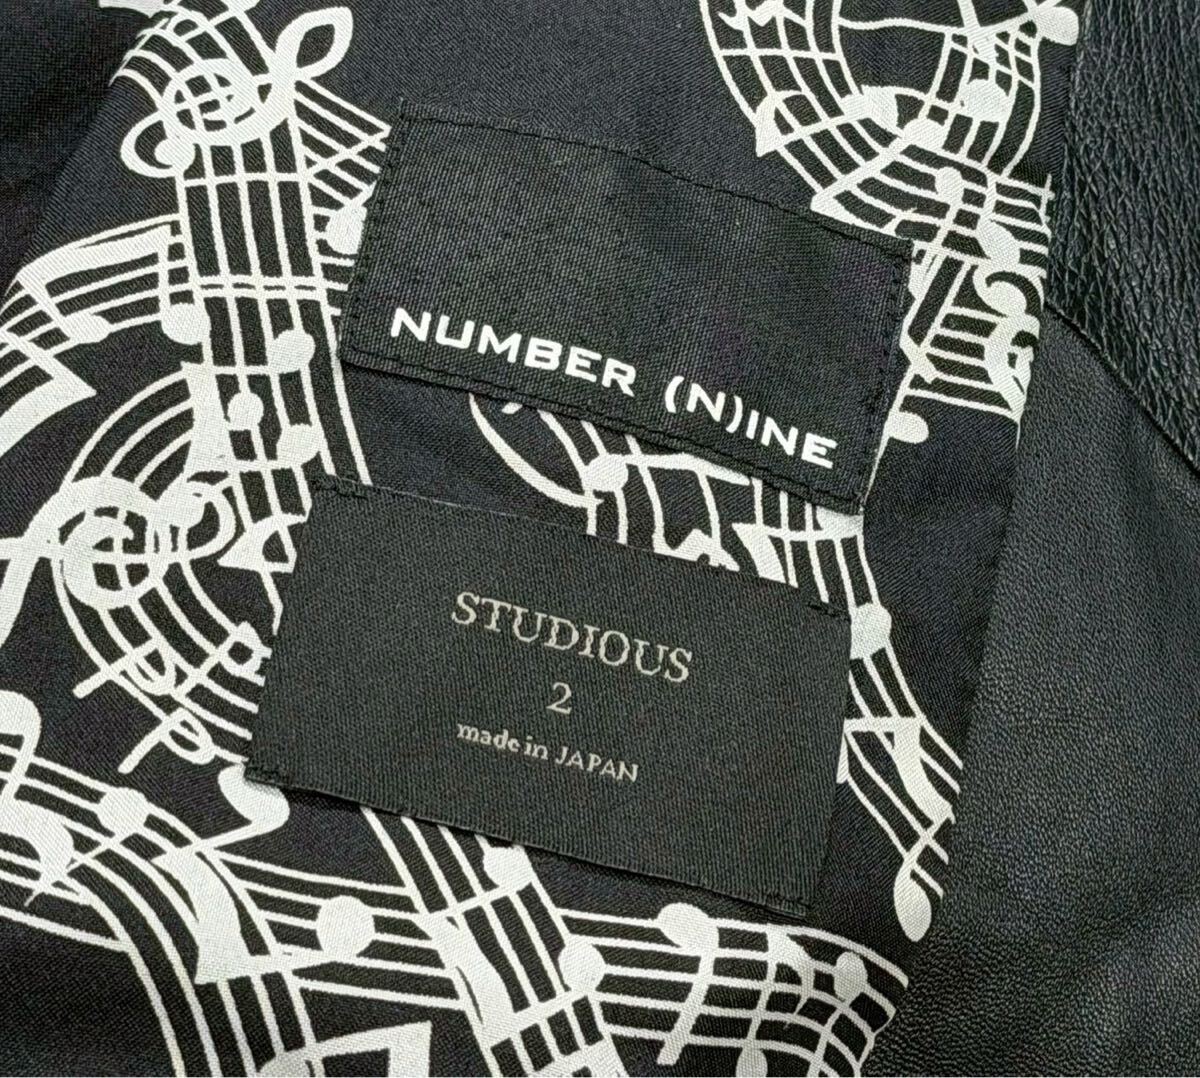 NUMBER (N)INE
STUDIOUS
2
made in JAPAN